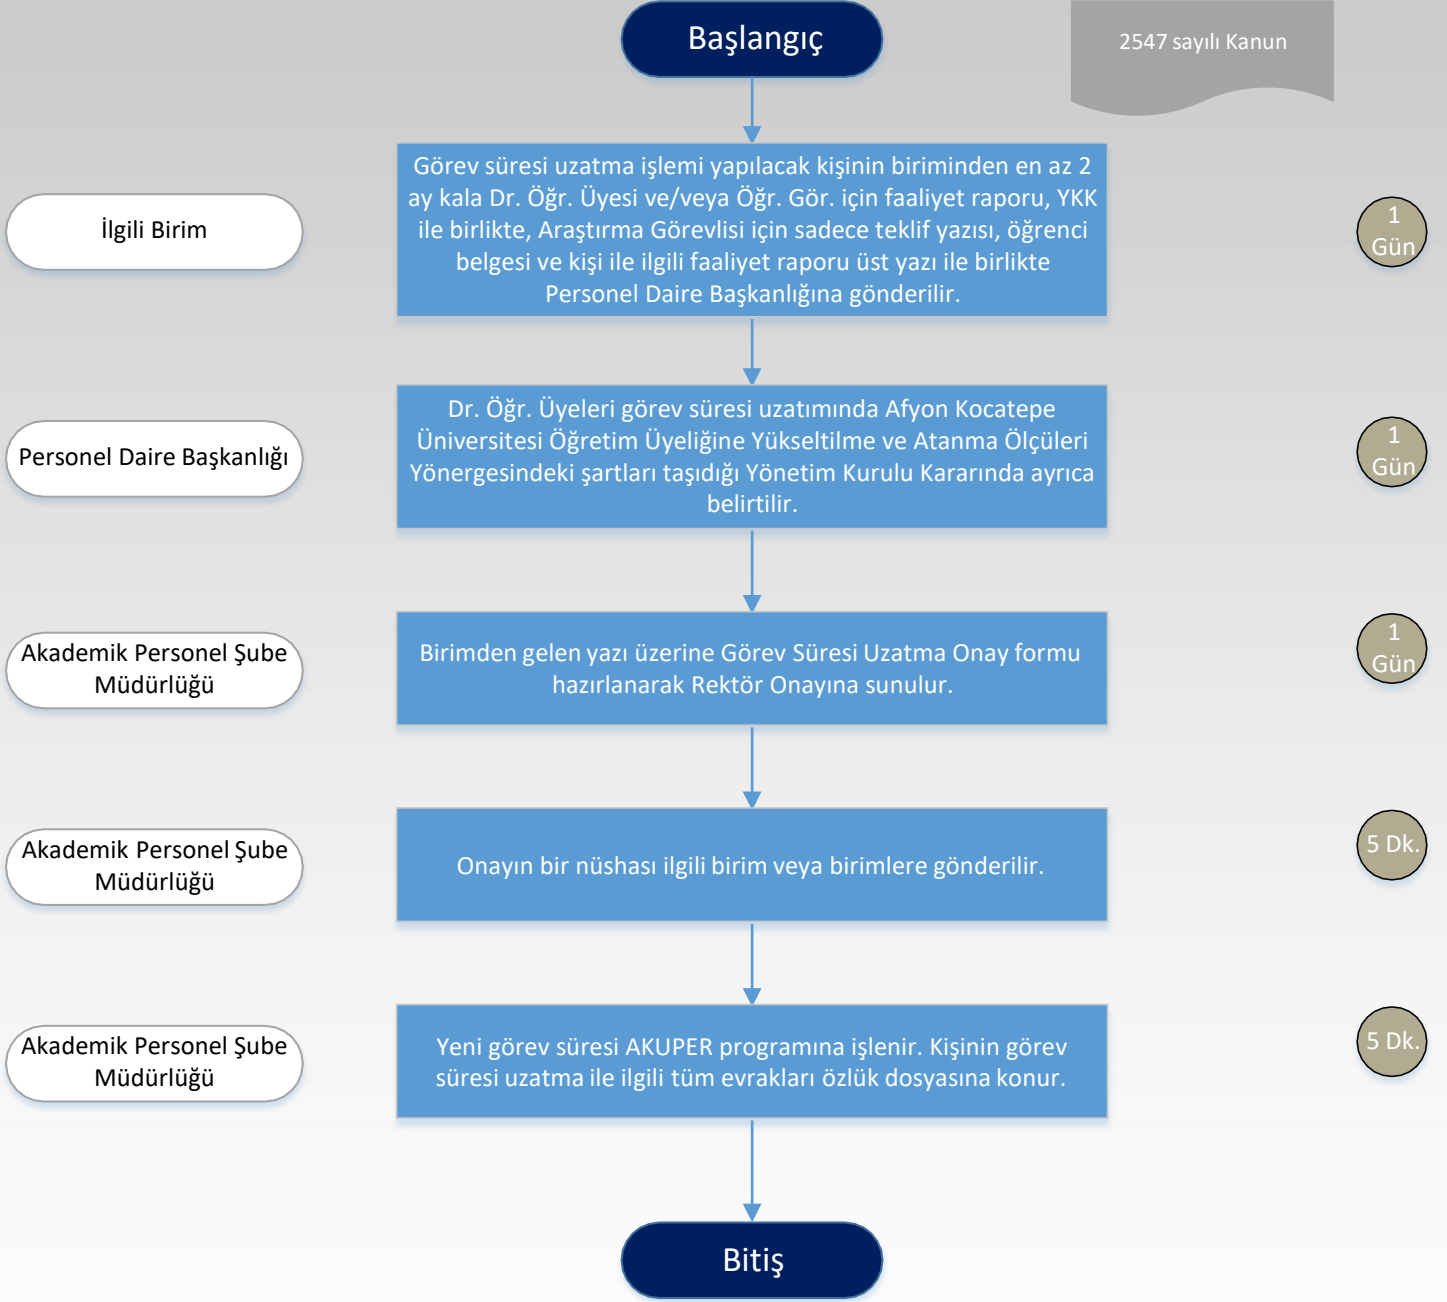 Başlangıç
2547 sayılı Kanun
İlgili Birim
Görev süresi uzatma işlemi yapılacak kişinin biriminden en az 2
ay kala Dr. Öğr. Üyesi ve/veya Öğr. Gör. için faaliyet raporu, YKK
ile birlikte, Araştırma Görevlisi için sadece teklif yazısı, öğrenci
belgesi ve kişi ile ilgili faaliyet raporu üst yazı ile birlikte
Personel Daire Başkanlığına gönderilir.
1
Gün
Personel Daire Başkanlığı
Dr. Öğr. Üyeleri görev süresi uzatımında Afyon Kocatepe
Üniversitesi Öğretim Üyeliğine Yükseltilme ve Atanma Ölçüleri
Yönergesindeki şartları taşıdığı Yönetim Kurulu Kararında ayrıca
belirtilir.
1
Gün
Akademik Personel Şube
Müdürlüğü
Birimden gelen yazı üzerine Görev Süresi Uzatma Onay formu
hazırlanarak Rektör Onayına sunulur.
1
Gün
Akademik Personel Şube
Müdürlüğü
Onayın bir nüshası ilgili birim veya birimlere gönderilir.
5 Dk.
Akademik Personel Şube
Müdürlüğü
Yeni görev süresi AKUPER programına işlenir. Kişinin görev
süresi uzatma ile ilgili tüm evrakları özlük dosyasına konur.
5 Dk.
Bitiş